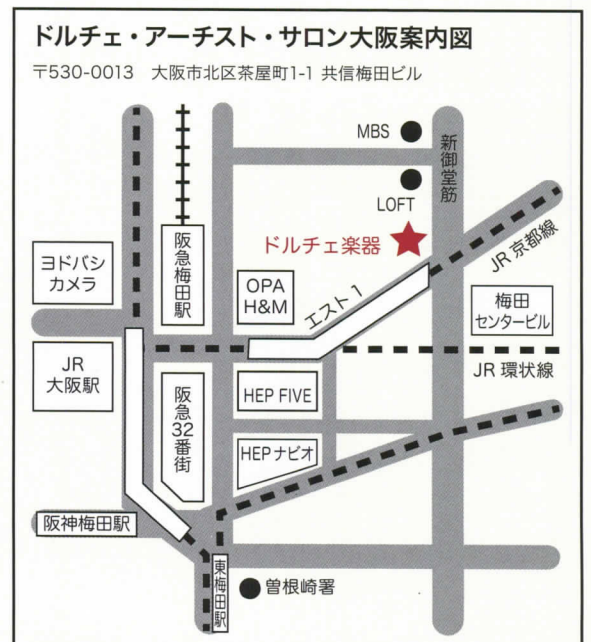 ドルチェ・アーチスト・サロン大阪案内図
〒530-0013 大阪市北区茶屋町1-1 共信梅田ビル
MBS
新御堂筋
LOFT
ドルチェ楽器
JR京都線
阪急梅田駅
ヨドバシ
カメラ
OPA
H&M
エスト1
梅田
センタービル
JR
大阪駅
JR 環状線
阪急32番街
HEP FIVE
HEPナビオ
阪神梅田駅
東梅田駅
曽根崎署